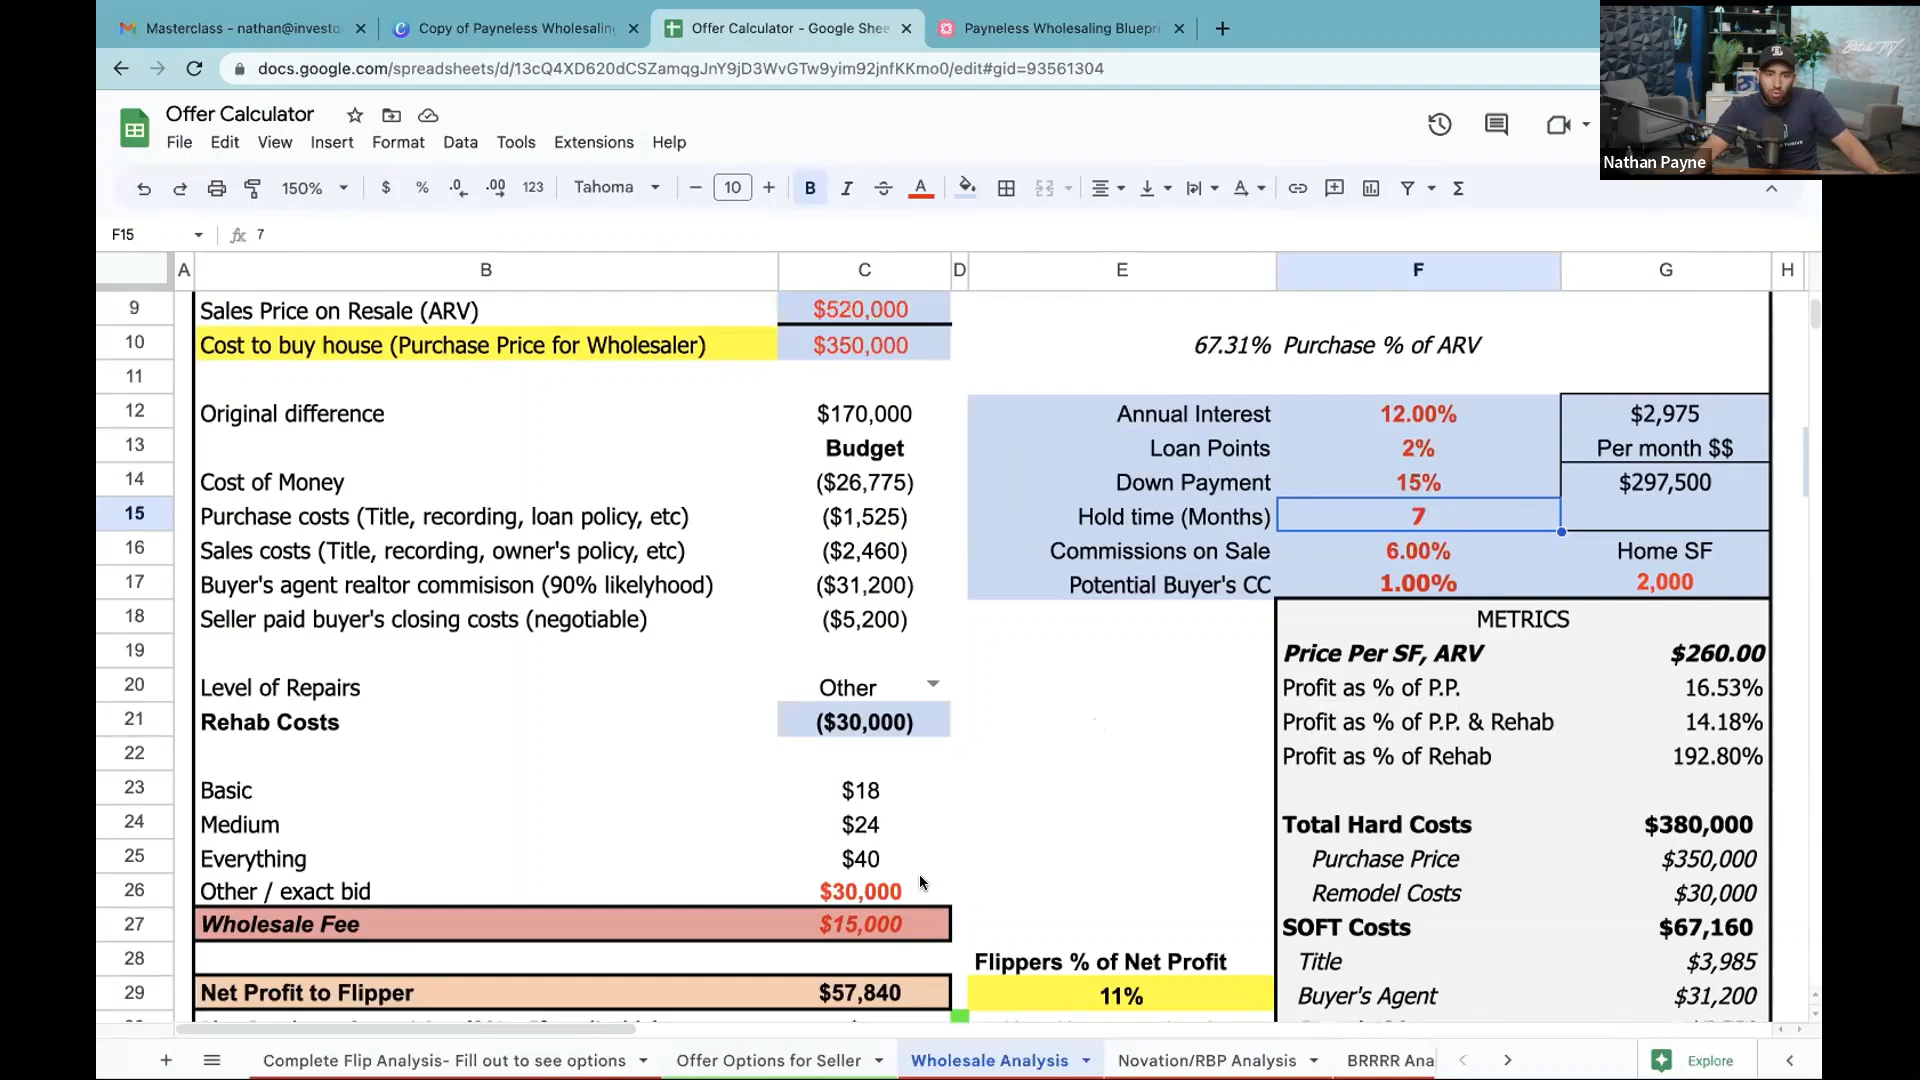 Masterclass - nathan@investo
Copy of Payneless Wholesalin
Offer Calculator - Google Shee
Payneless Wholesaling Bluepri
docs.google.com/spreadsheets/d/13cQ4XD620dCSZamqgJnY9jD3WvGTw9yim92jnfKKmo0/edit#gid=93561304
Offer Calculator
File Edit View Insert Format Data Tools Extensions Help
Nathan Payne
150% $ % .0 .00 123 Tahoma 10 B I A
F15 fx 7
A B C D E F G H
9 Sales Price on Resale (ARV) $520,000
10 Cost to buy house (Purchase Price for Wholesaler) $350,000 67.31% Purchase % of ARV
11
12 Original difference $170,000 Annual Interest 12.00% $2,975
13 Budget Loan Points 2% Per month $$
14 Cost of Money ($26,775) Down Payment 15% $297,500
15 Purchase costs (Title, recording, loan policy, etc) ($1,525) Hold time (Months) 7
16 Sales costs (Title, recording, owner's policy, etc) ($2,460) Commissions on Sale 6.00% Home SF
17 Buyer's agent realtor commisison (90% likelyhood) ($31,200) Potential Buyer's CC 1.00% 2,000
18 Seller paid buyer's closing costs (negotiable) ($5,200) METRICS
19 Price Per SF, ARV $260.00
20 Level of Repairs Other Profit as % of P.P. 16.53%
21 Rehab Costs ($30,000) Profit as % of P.P. & Rehab 14.18%
22 Profit as % of Rehab 192.80%
23 Basic $18
24 Medium $24 Total Hard Costs $380,000
25 Everything $40 Purchase Price $350,000
26 Other / exact bid $30,000 Remodel Costs $30,000
27 Wholesale Fee $15,000 SOFT Costs $67,160
28 Flippers % of Net Profit Title $3,985
29 Net Profit to Flipper $57,840 11% Buyer's Agent $31,200
Complete Flip Analysis- Fill out to see options Offer Options for Seller Wholesale Analysis Novation/RBP Analysis BRRRR Ana Explore